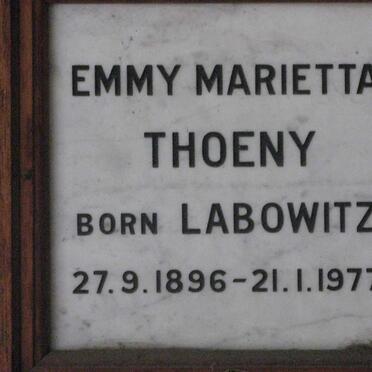 EMMY MARIETTA
THOENY
BORN LABOWITZ
27.9.1896-21.1.1977